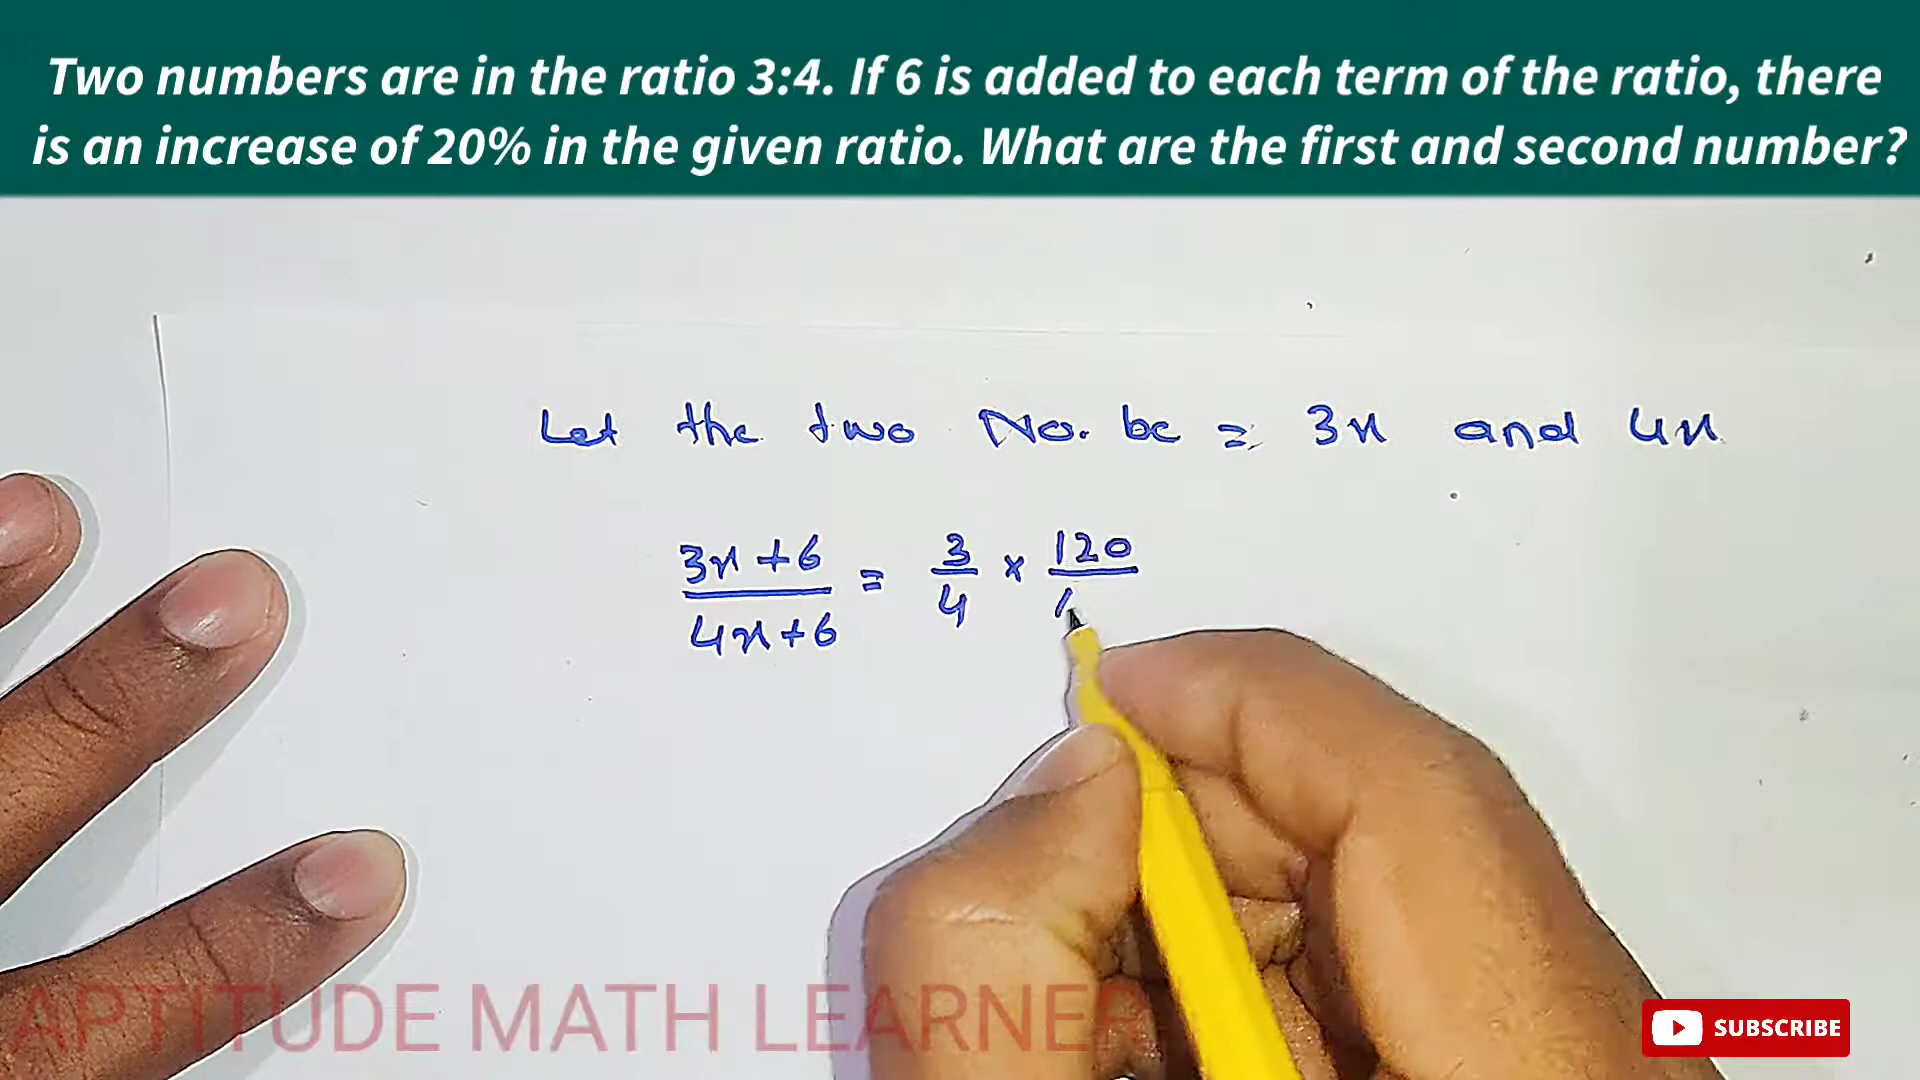 Two numbers are in the ratio 3:4. If 6 is added to each term of the ratio, there
is an increase of 20% in the given ratio. What are the first and second number?
Let the two No. be = 3x and 4x
3x+6 = 3 × 120
4x+6 4 1
APTITUDE MATH LEARNER
SUBSCRIBE